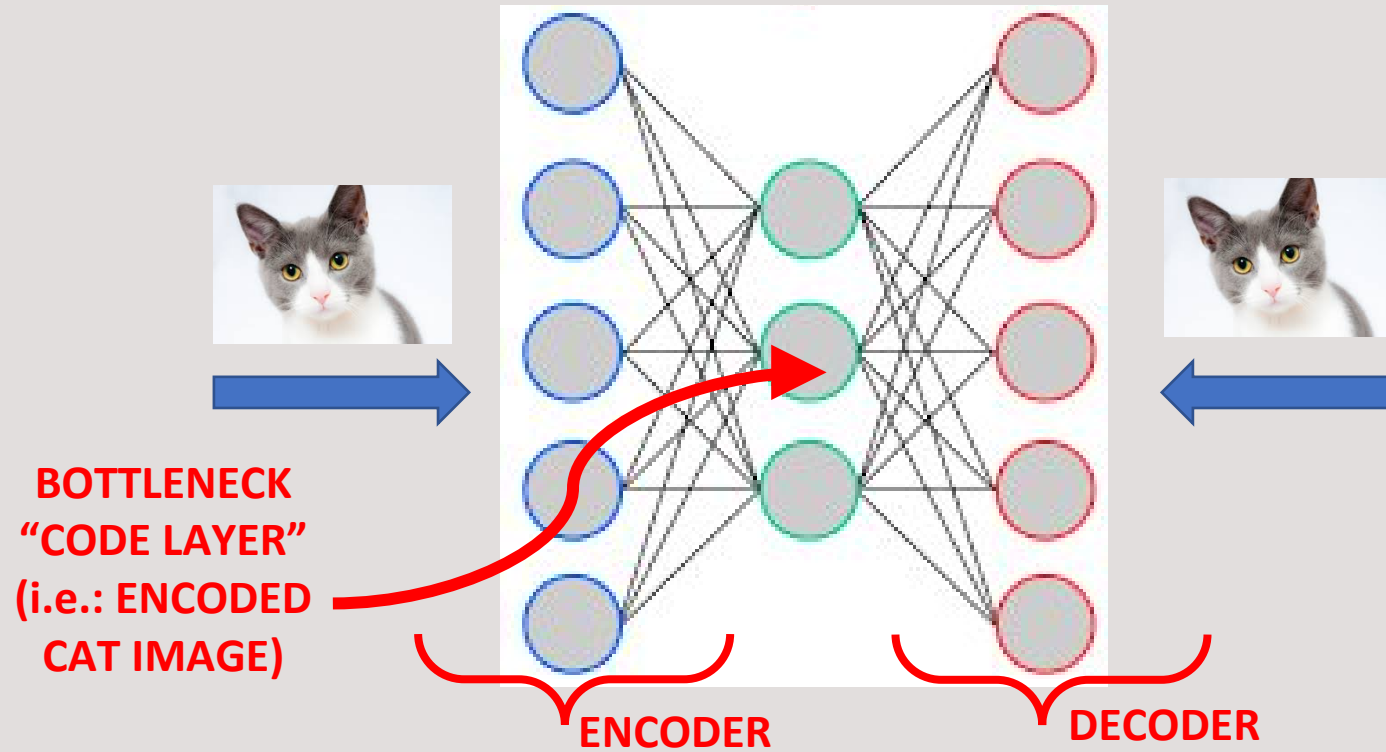 BOTTLENECK
“CODE LAYER”
(i.e.: ENCODED
CAT IMAGE)
ENCODER
DECODER